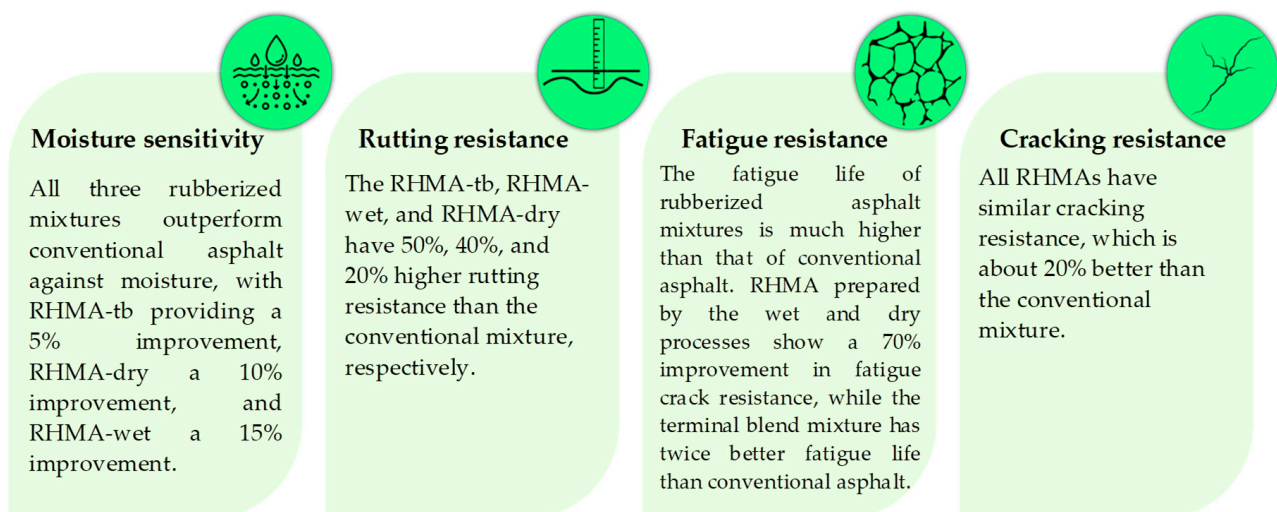 Moisture sensitivity
All three rubberized
mixtures outperform
conventional asphalt
against moisture, with
RHMA-tb providing a
5% improvement,
RHMA-dry a 10%
improvement, and
RHMA-wet a 15%
improvement.
Rutting resistance
The RHMA-tb, RHMA-
wet, and RHMA-dry
have 50%, 40%, and
20% higher rutting
resistance than the
conventional mixture,
respectively.
Fatigue resistance
The fatigue life of
rubberized asphalt
mixtures is much higher
than that of conventional
asphalt. RHMA prepared
by the wet and dry
processes show a 70%
improvement in fatigue
crack resistance, while the
terminal blend mixture has
twice better fatigue life
than conventional asphalt.
Cracking resistance
All RHMAs have
similar cracking
resistance, which is
about 20% better than
the conventional
mixture.